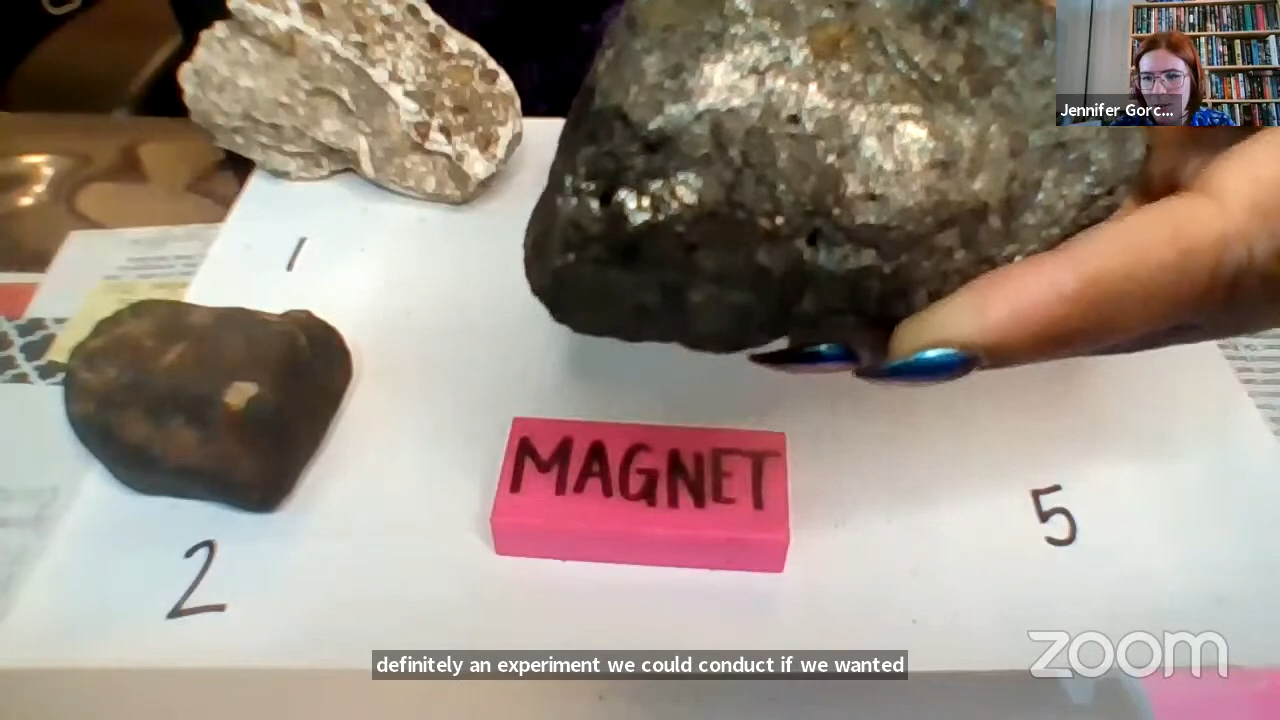 Jennifer Gorc...
1
MAGNET
5
2
definitely an experiment we could conduct if we wanted
zoom